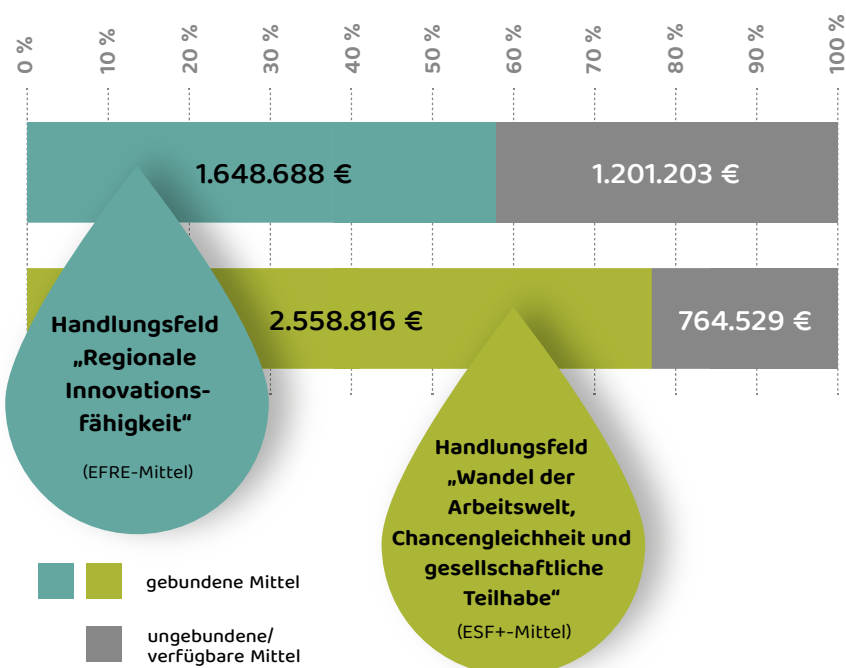 0 %
10 %
20 %
30 %
40 %
50 %
60 %
70 %
80 %
90 %
100 %
1.648.688 €
1.201.203 €
2.558.816 €
764.529 €
Handlungsfeld
„Regionale
Innovations-
fähigkeit“
(EFRE-Mittel)
Handlungsfeld
„Wandel der
Arbeitswelt,
Chancengleichheit und
gesellschaftliche
Teilhabe“
(ESF+-Mittel)
gebundene Mittel
ungebundene/
verfügbare Mittel